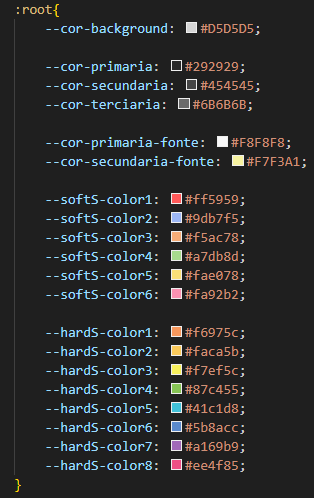 :root{
--cor-background: #D5D5D5;
--cor-primaria: #292929;
--cor-secundaria: #454545;
--cor-terciaria: #6B6B6B;
--cor-primaria-fonte: #F8F8F8;
--cor-secundaria-fonte: #F7F3A1;
--softS-color1: #ff5959;
--softS-color2: #9db7f5;
--softS-color3: #f5ac78;
--softS-color4: #a7db8d;
--softS-color5: #fae078;
--softS-color6: #fa92b2;
--hardS-color1: #f6975c;
--hardS-color2: #faca5b;
--hardS-color3: #f7ef5c;
--hardS-color4: #87c455;
--hardS-color5: #41c1d8;
--hardS-color6: #5b8acc;
--hardS-color7: #a169b9;
--hardS-color8: #ee4f85;
}